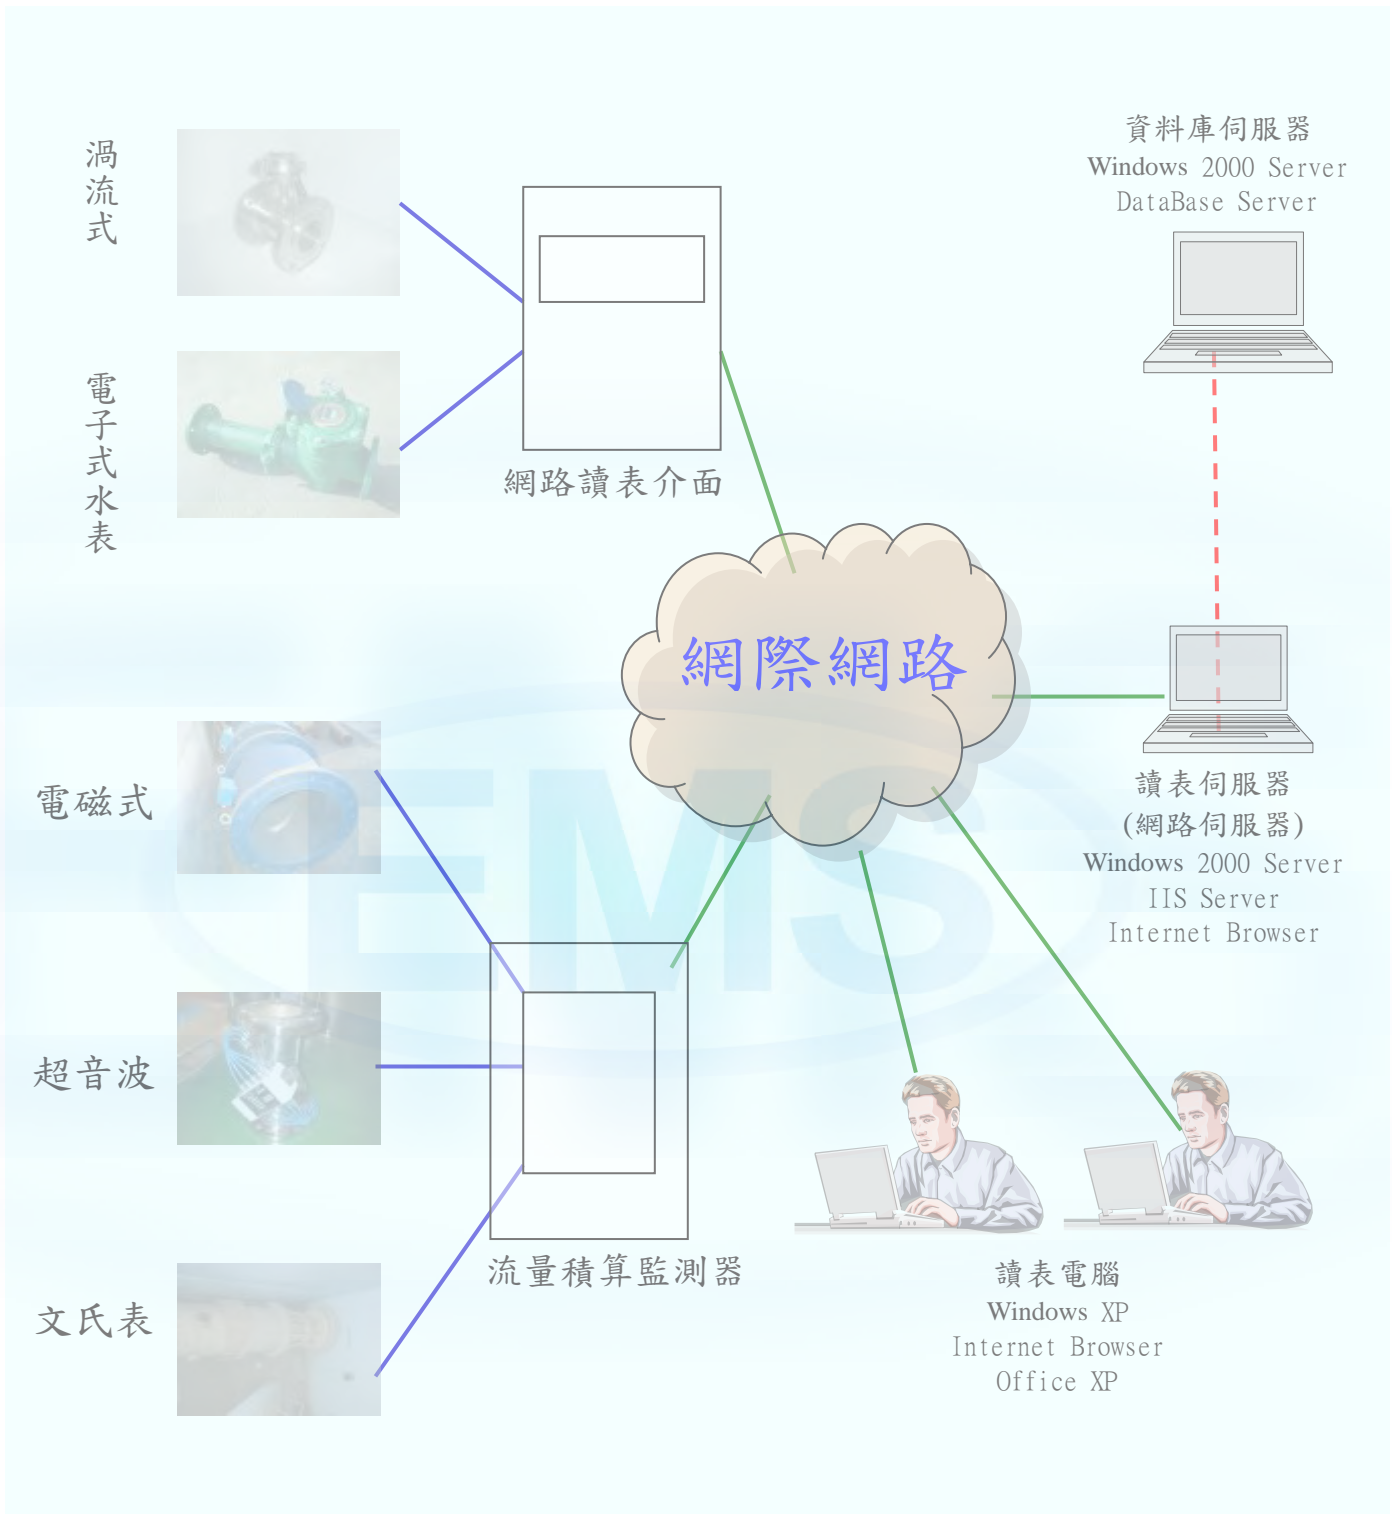 渦流式
電子式水表
網路讀表介面
資料庫伺服器
Windows 2000 Server
DataBase Server
網際網路
讀表伺服器
(網路伺服器)
Windows 2000 Server
IIS Server
Internet Browser
電磁式
超音波
文氏表
流量積算監測器
讀表電腦
Windows XP
Internet Browser
Office XP
EMS